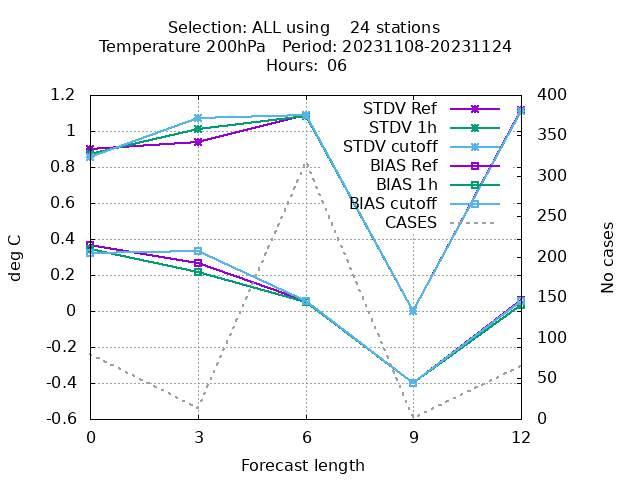 Selection: ALL using    24 stations
Temperature 200hPa   Period: 20231108-20231124
Hours:  06
deg C
1.2
1
0.8
0.6
0.4
0.2
0
-0.2
-0.4
-0.6
STDV Ref
STDV 1h
STDV cutoff
BIAS Ref
BIAS 1h
BIAS cutoff
CASES
400
350
300
250
200
150
100
50
0
No cases
0 3 6 9 12
Forecast length